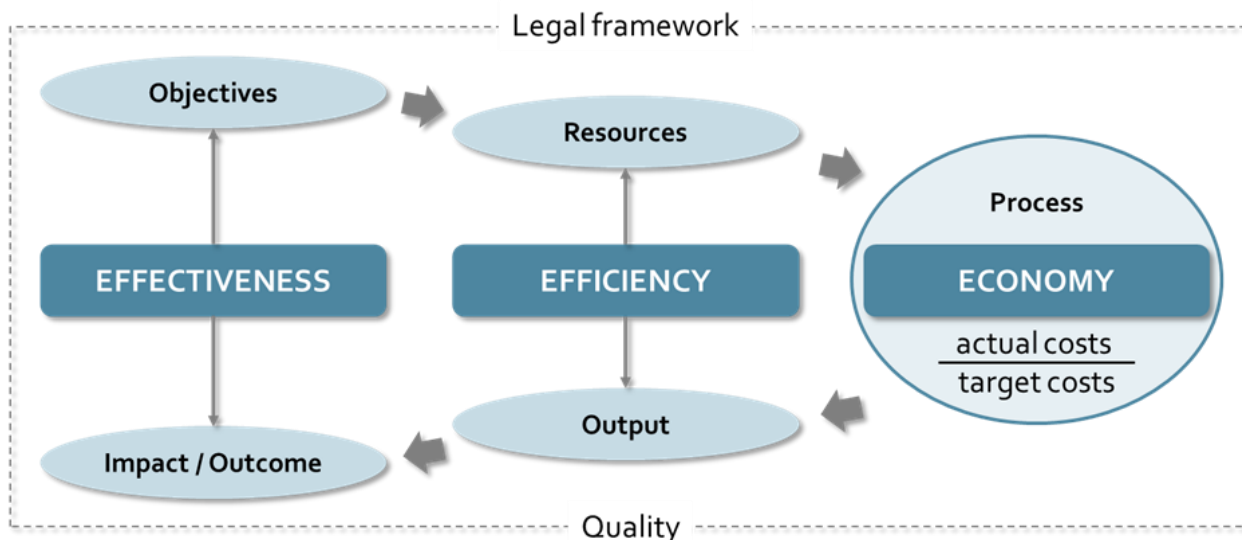 Legal framework
Objectives
Resources
Process
EFFECTIVENESS
EFFICIENCY
ECONOMY
actual costs
target costs
Output
Impact / Outcome
Quality